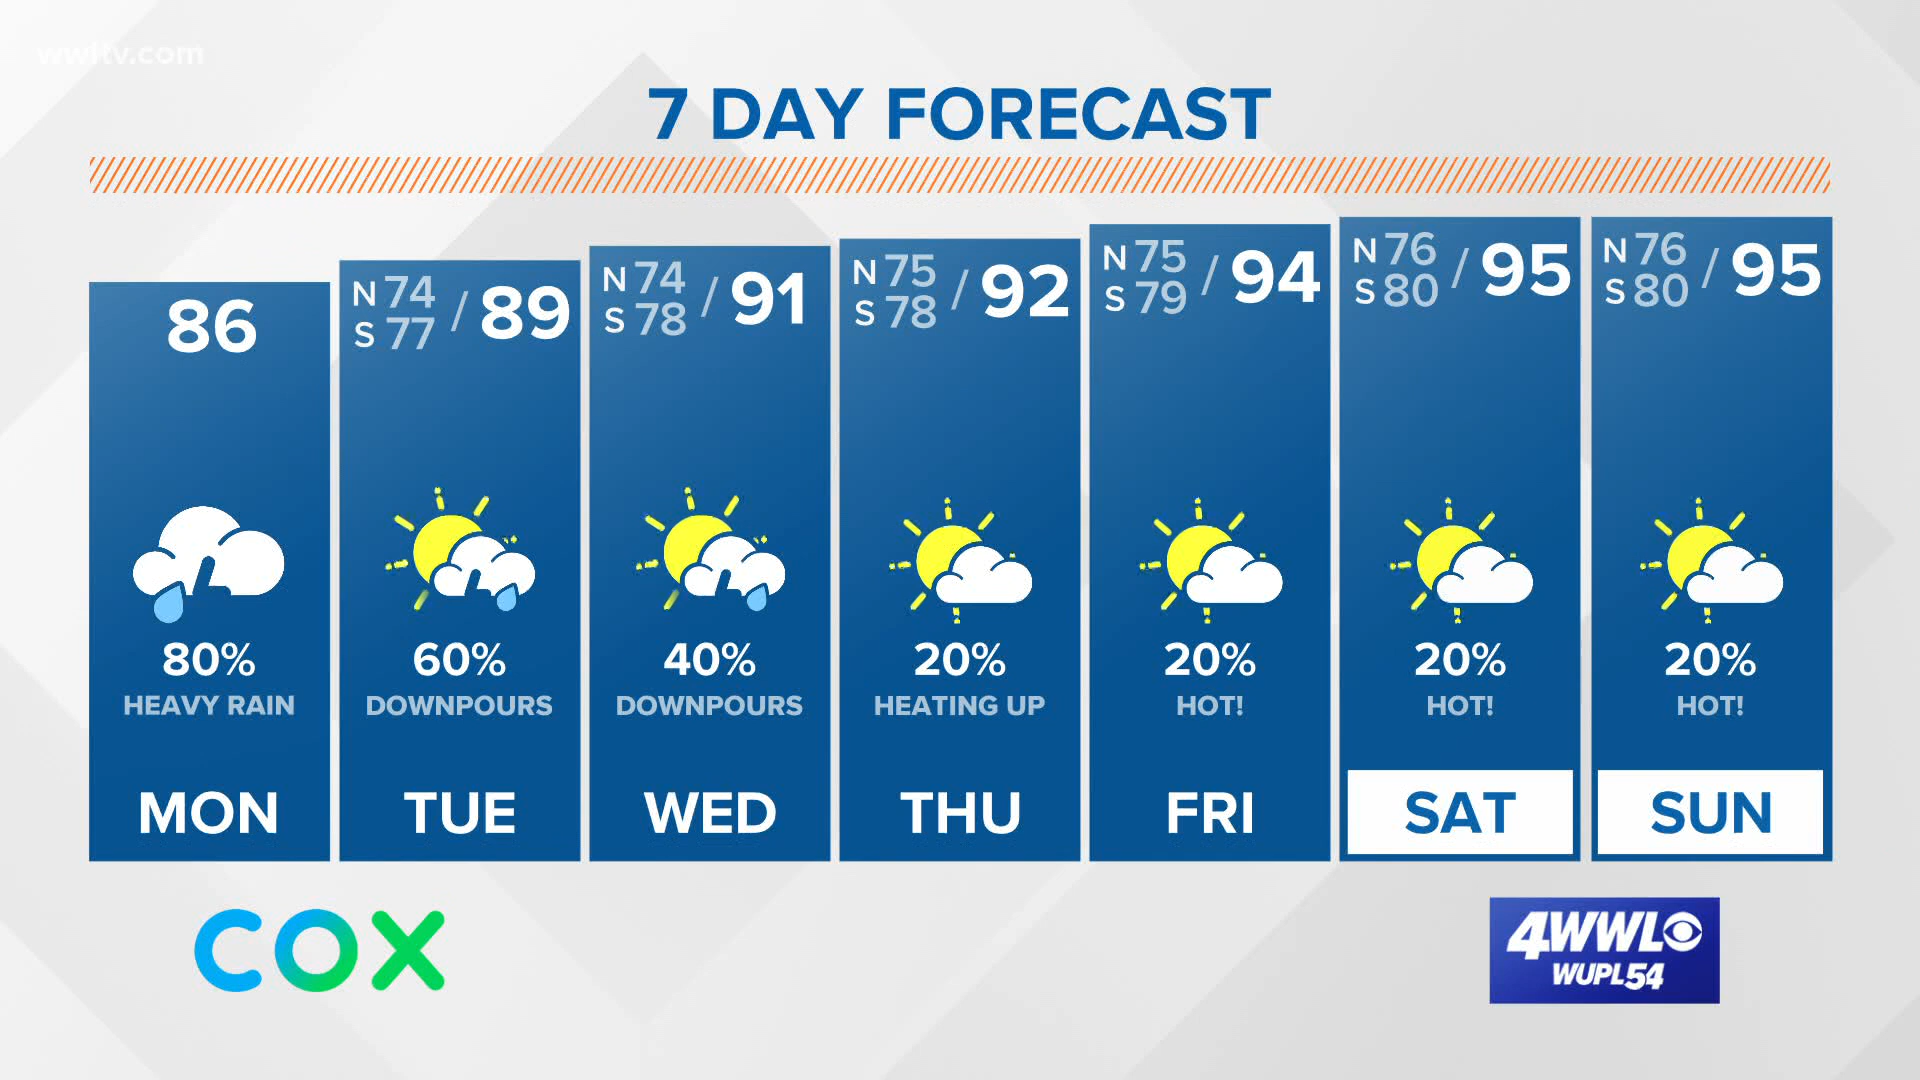 wwltv.com
7 DAY FORECAST
86
80%
HEAVY RAIN
MON
N 74
S 77 / 89
60%
DOWNPOURS
TUE
N 74
S 78 / 91
40%
DOWNPOURS
WED
N 75
S 78 / 92
20%
HEATING UP
THU
N 75
S 79 / 94
20%
HOT!
FRI
N 76
S 80 / 95
20%
HOT!
SAT
N 76
S 80 / 95
20%
HOT!
SUN
COX
4WWL
WUPL54